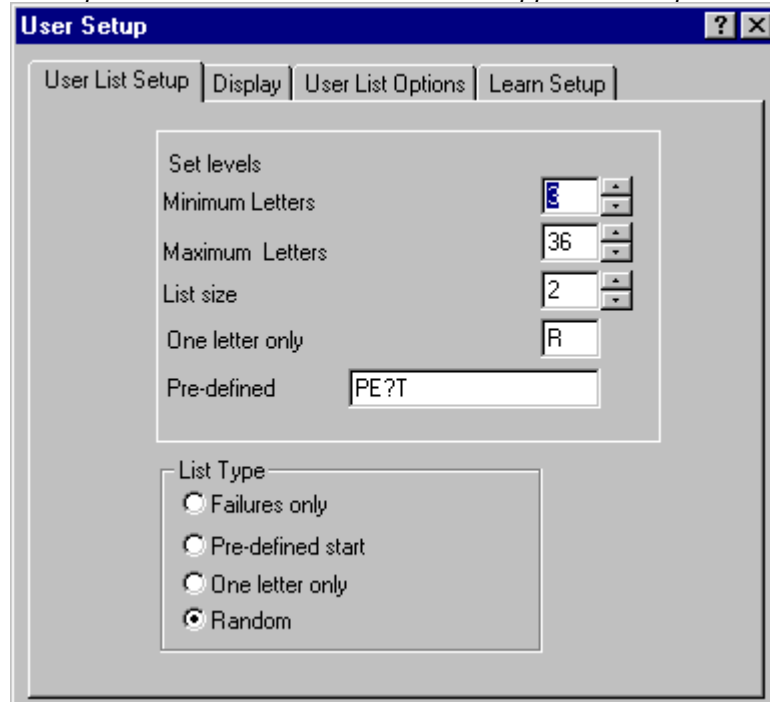 User Setup
User List Setup Display User List Options Learn Setup
Set levels
Minimum Letters 3
Maximum Letters 36
List size 2
One letter only R
Pre-defined PE?T
List Type
Failures only
Pre-defined start
One letter only
Random